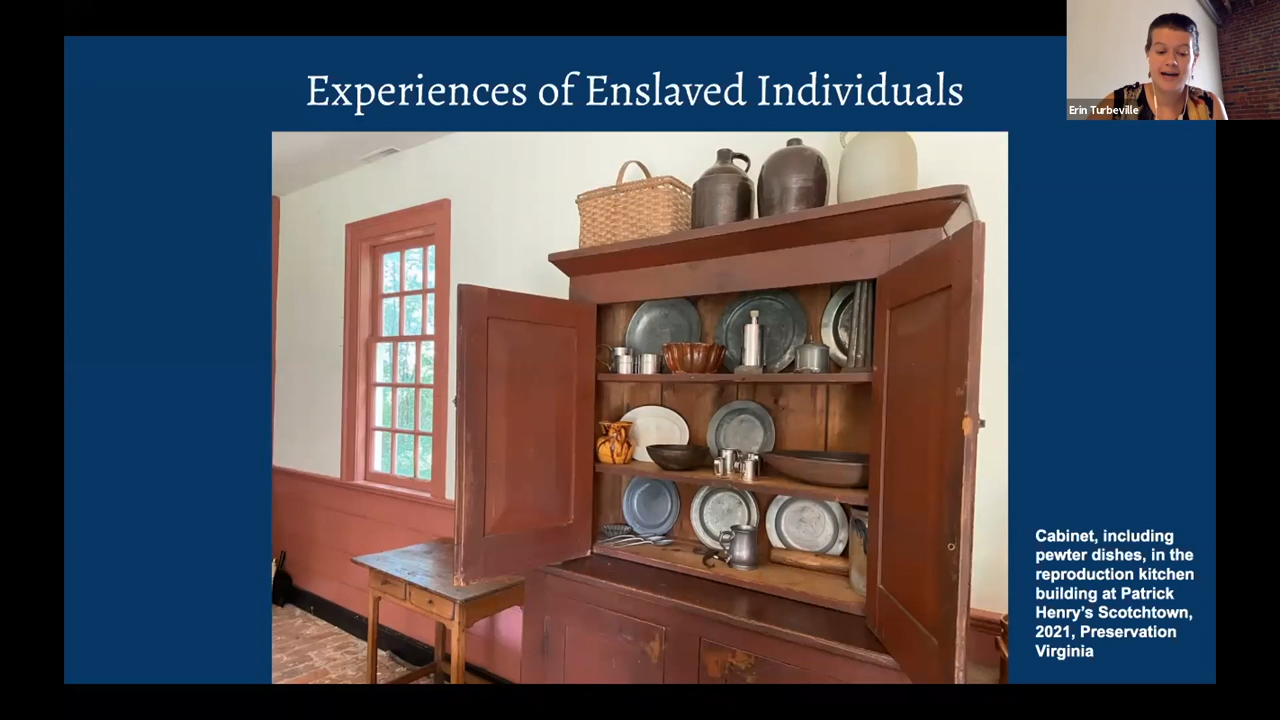 Experiences of Enslaved Individuals
Erin Turbeville
Cabinet, including
pewter dishes, in the
reproduction kitchen
building at Patrick
Henry’s Scotchtown,
2021, Preservation
Virginia